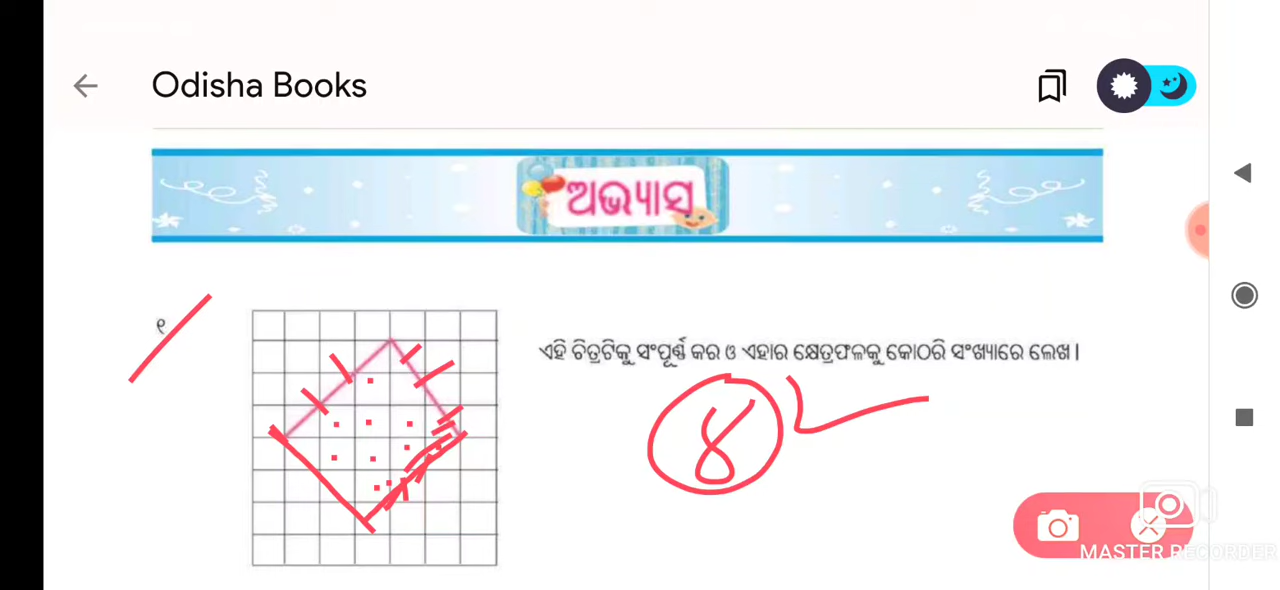 Odisha Books
ଅଭ୍ୟାସ
୧
ଏହି ଚିତ୍ରଟିକୁ ସଂପୂର୍ଣ୍ଣ କର ଓ ଏହାର କ୍ଷେତ୍ରଫଳକୁ କୋଠରି ସଂଖ୍ୟାରେ ଲେଖ।
8
MASTER RECORDER